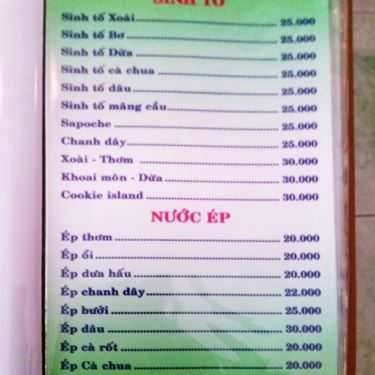 SINH TỐ
Sinh tố Xoài 25.000
Sinh tố Bơ 25.000
Sinh tố Dừa 25.000
Sinh tố cà chua 25.000
Sinh tố dâu 25.000
Sinh tố mãng cầu 25.000
Sapoche 25.000
Chanh dây 25.000
Xoài - Thơm 30.000
Khoai môn - Dừa 30.000
Cookie island 30.000
NƯỚC ÉP
Ép thơm 20.000
Ép ổi 20.000
Ép dưa hấu 20.000
Ép chanh dây 22.000
Ép bưởi 25.000
Ép dâu 30.000
Ép cà rốt 20.000
Ép Cà chua 20.000